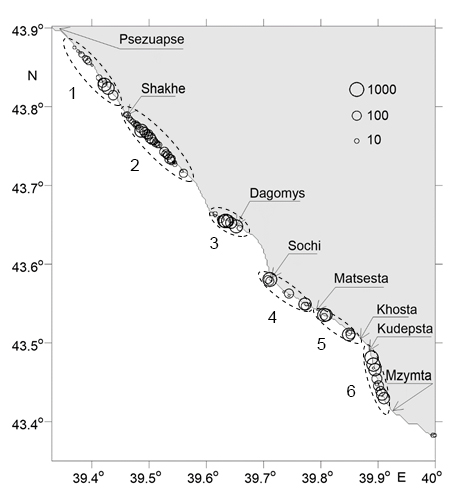 43.9°
Psezuapse
N
1
Shakhe
1000
43.8°
100
10
2
43.7°
Dagomys
3
Sochi
43.6°
Matsesta
4
Khosta
5
Kudepsta
43.5°
Mzymta
6
43.4°
39.4° 39.5° 39.6° 39.7° 39.8° 39.9° E 40°